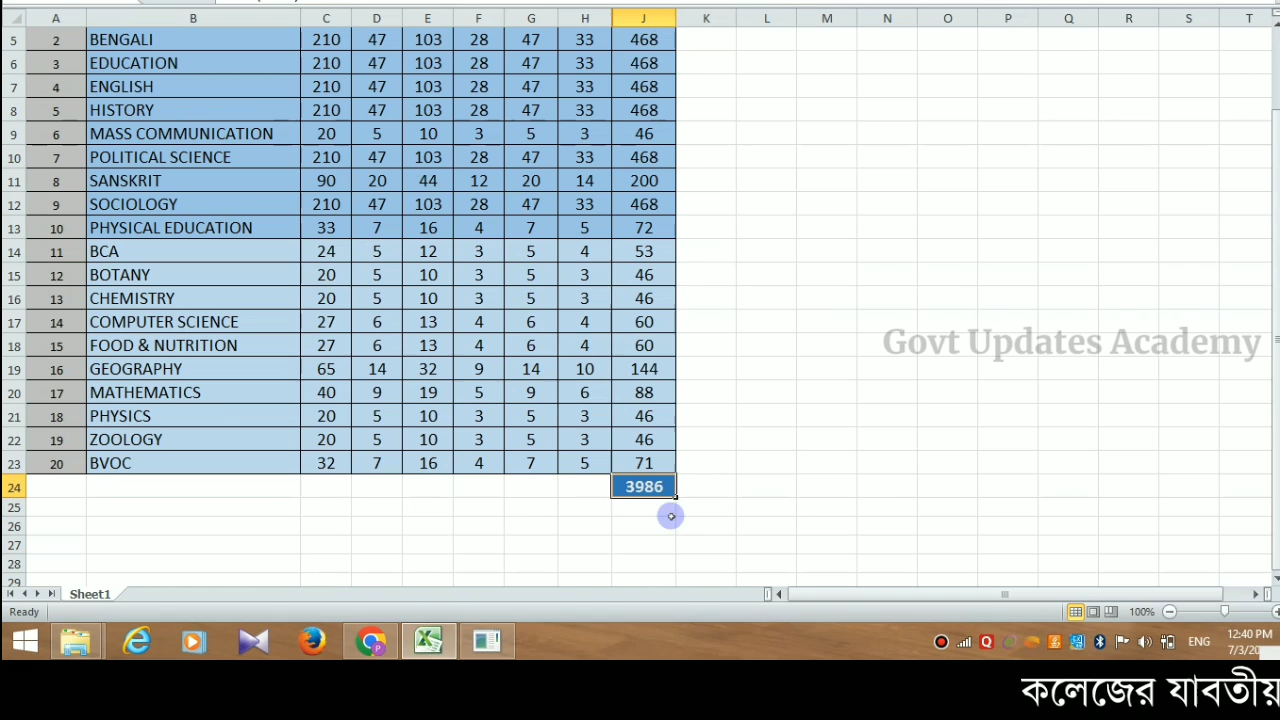 A B C D E F G H J K L M N O P Q R S T
5 2 BENGALI 210 47 103 28 47 33 468
6 3 EDUCATION 210 47 103 28 47 33 468
7 4 ENGLISH 210 47 103 28 47 33 468
8 5 HISTORY 210 47 103 28 47 33 468
9 6 MASS COMMUNICATION 20 5 10 3 5 3 46
10 7 POLITICAL SCIENCE 210 47 103 28 47 33 468
11 8 SANSKRIT 90 20 44 12 20 14 200
12 9 SOCIOLOGY 210 47 103 28 47 33 468
13 10 PHYSICAL EDUCATION 33 7 16 4 7 5 72
14 11 BCA 24 5 12 3 5 4 53
15 12 BOTANY 20 5 10 3 5 3 46
16 13 CHEMISTRY 20 5 10 3 5 3 46
17 14 COMPUTER SCIENCE 27 6 13 4 6 4 60
18 15 FOOD & NUTRITION 27 6 13 4 6 4 60
Govt Updates Academy
19 16 GEOGRAPHY 65 14 32 9 14 10 144
20 17 MATHEMATICS 40 9 19 5 9 6 88
21 18 PHYSICS 20 5 10 3 5 3 46
22 19 ZOOLOGY 20 5 10 3 5 3 46
23 20 BVOC 32 7 16 4 7 5 71
24 3986
25
26
27
28
29
Sheet1
Ready 100%
ENG 12:40 PM
7/3/20
কলেজের যাবতীয়